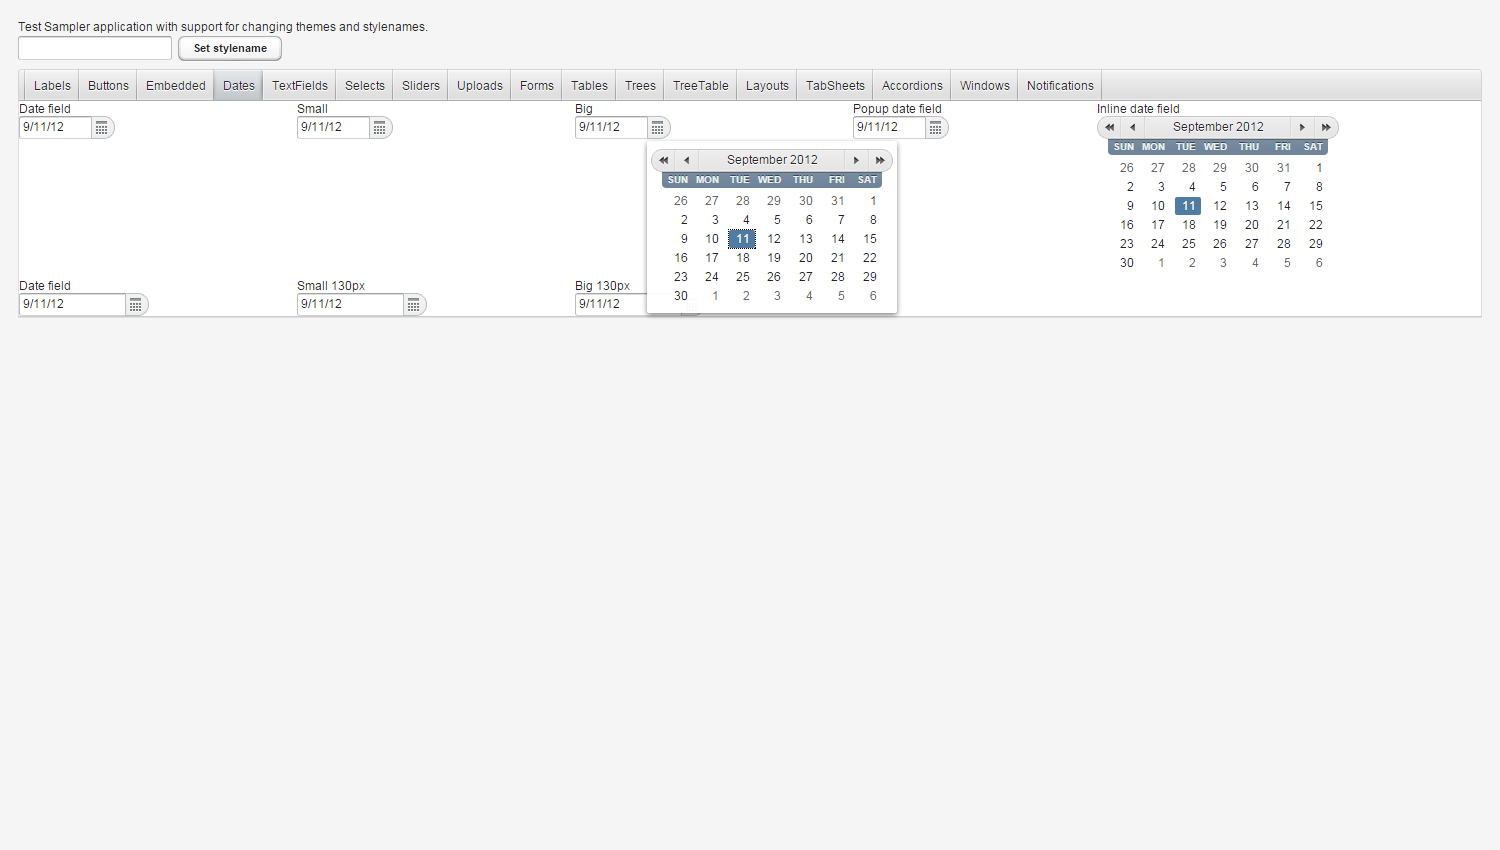 Test Sampler application with support for changing themes and stylenames.
Set stylename
Labels Buttons Embedded Dates TextFields Selects Sliders Uploads Forms Tables Trees TreeTable Layouts TabSheets Accordions Windows Notifications
Date field Small Big Popup date field Inline date field
9/11/12 9/11/12 9/11/12 9/11/12 September 2012
SUN MON TUE WED THU FRI SAT
26 27 28 29 30 31 1
2 3 4 5 6 7 8
9 10 11 12 13 14 15
16 17 18 19 20 21 22
23 24 25 26 27 28 29
30 1 2 3 4 5 6
September 2012
SUN MON TUE WED THU FRI SAT
26 27 28 29 30 31 1
2 3 4 5 6 7 8
9 10 11 12 13 14 15
16 17 18 19 20 21 22
23 24 25 26 27 28 29
30 1 2 3 4 5 6
Date field Small 130px Big 130px
9/11/12 9/11/12 9/11/12